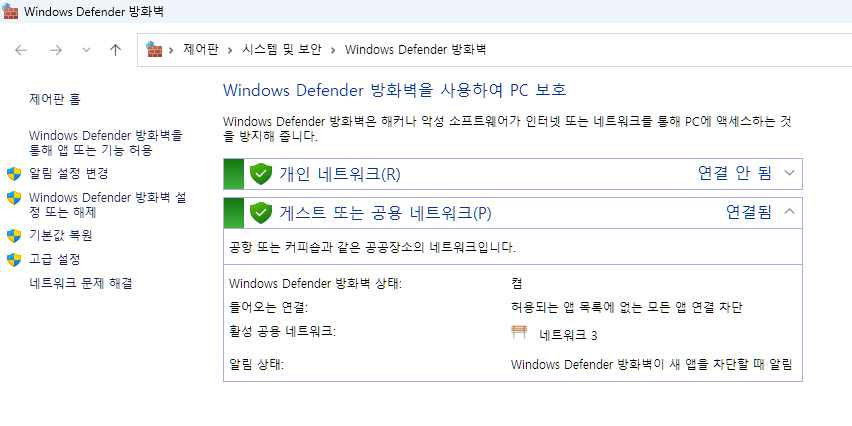 Windows Defender 방화벽
제어판 > 시스템 및 보안 > Windows Defender 방화벽
제어판 홈
Windows Defender 방화벽을
통해 앱 또는 기능 허용
알림 설정 변경
Windows Defender 방화벽 설
정 또는 해제
기본값 복원
고급 설정
네트워크 문제 해결
Windows Defender 방화벽을 사용하여 PC 보호
Windows Defender 방화벽은 해커나 악성 소프트웨어가 인터넷 또는 네트워크를 통해 PC에 액세스하는 것
을 방지해 줍니다.
개인 네트워크(R) 연결 안 됨
게스트 또는 공용 네트워크(P) 연결됨
공항 또는 커피숍과 같은 공공장소의 네트워크입니다.
Windows Defender 방화벽 상태: 켬
들어오는 연결: 허용되는 앱 목록에 없는 모든 앱 연결 차단
활성 공용 네트워크: 네트워크 3
알림 상태: Windows Defender 방화벽이 새 앱을 차단할 때 알림